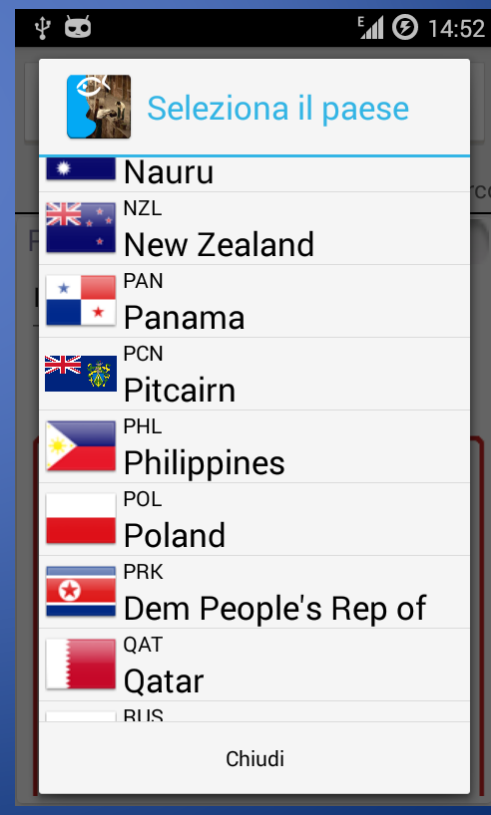 E
14:52
Seleziona il paese
Nauru
NZL
New Zealand
PAN
Panama
PCN
Pitcairn
PHL
Philippines
POL
Poland
PRK
Dem People's Rep of
QAT
Qatar
RUS
Chiudi